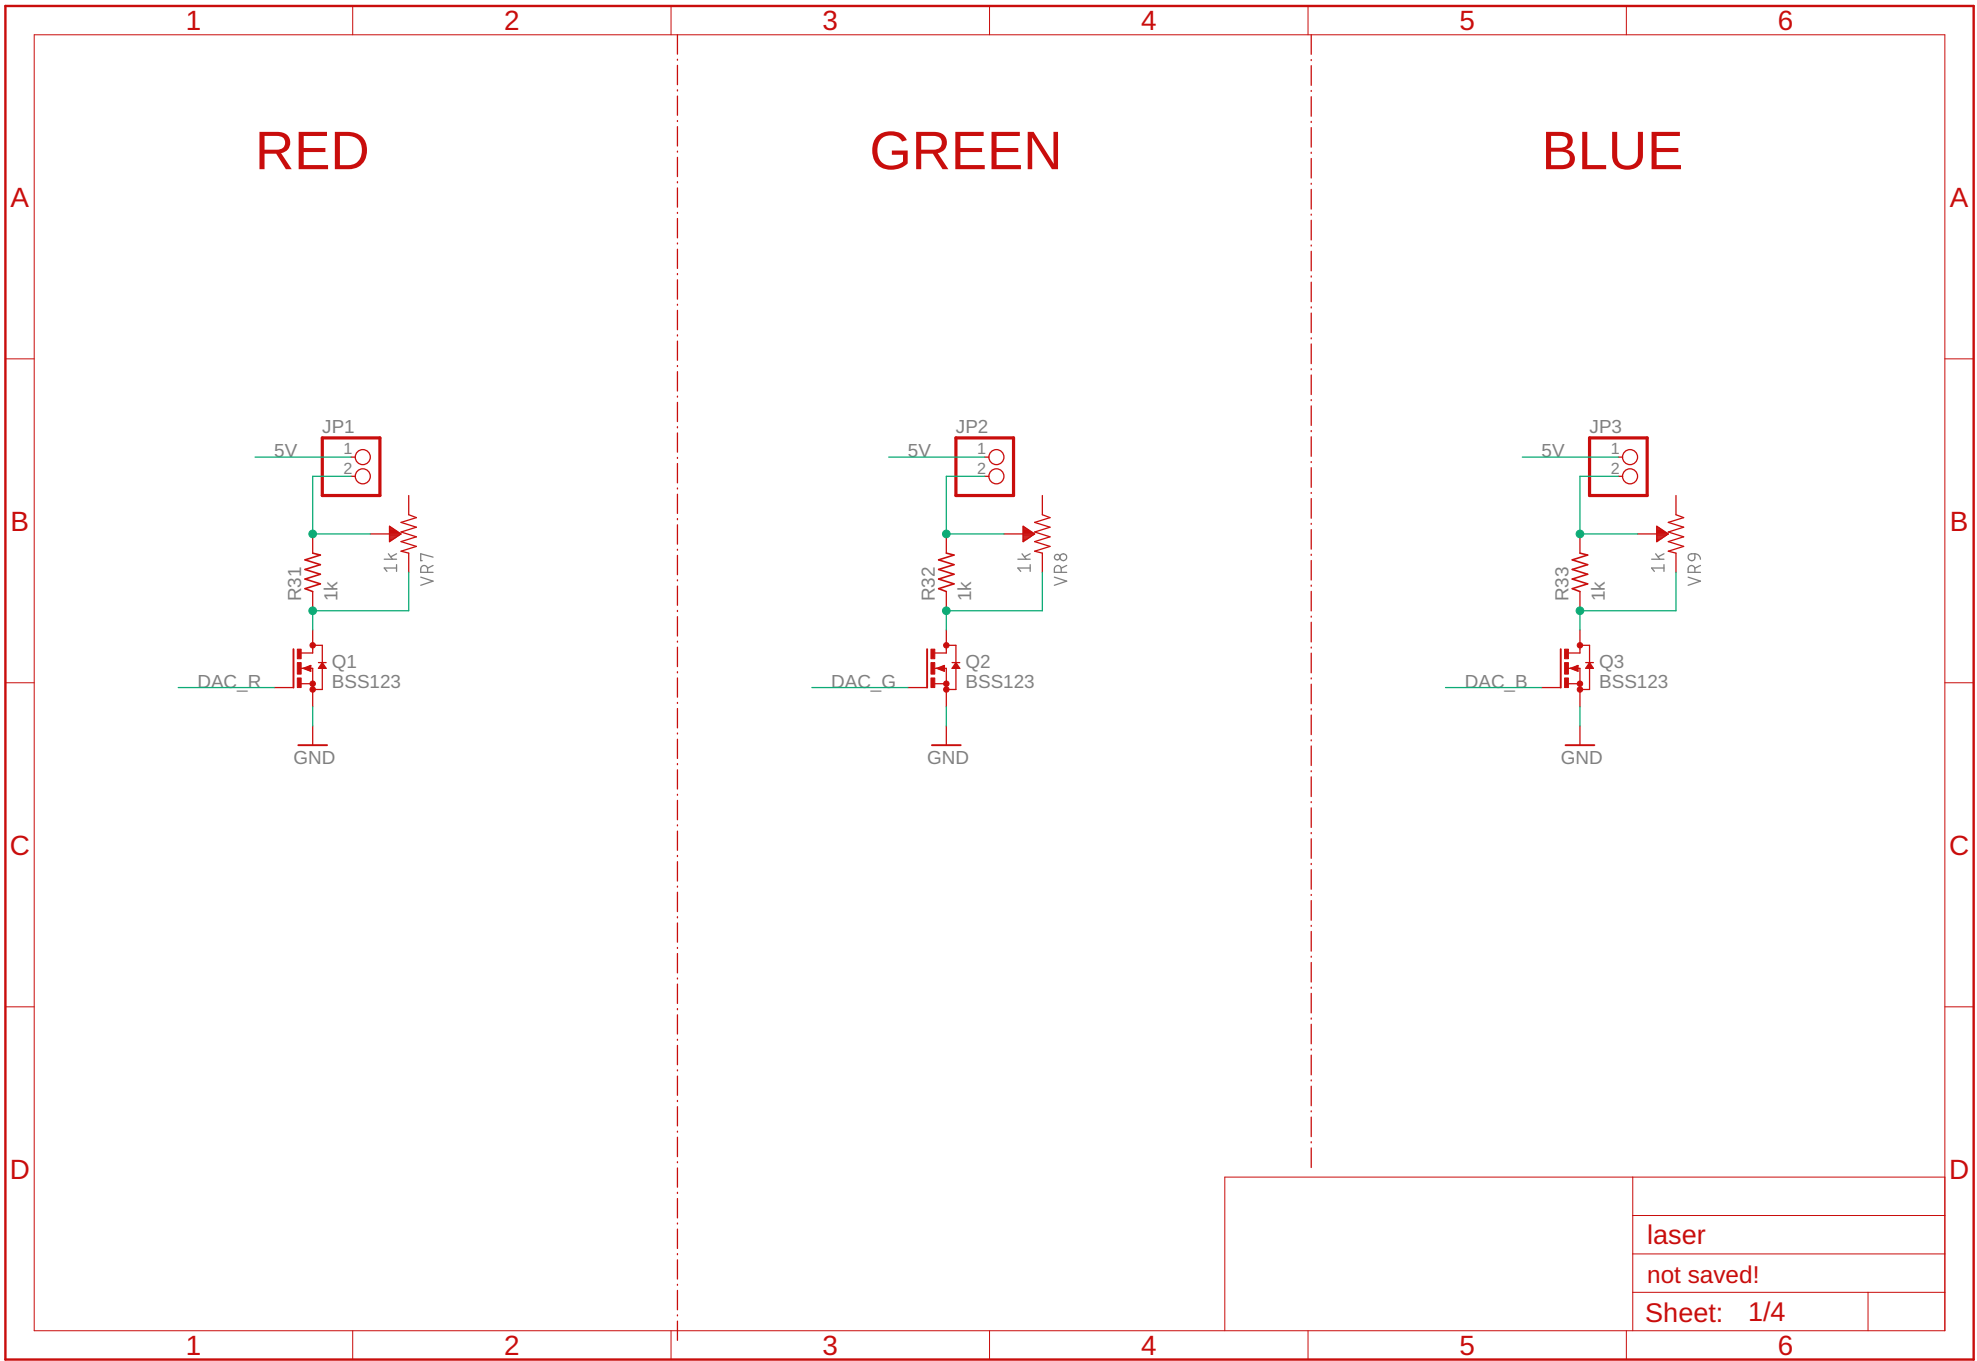 1 2 3 4 5 6
RED GREEN BLUE
A A
JP1 JP2 JP3
5V 1 5V 1 5V 1
2 2 2
B B
1k VR7 1k VR8 1k VR9
R31 1k R32 1k R33 1k
Q1 Q2 Q3
DAC_R BSS123 DAC_G BSS123 DAC_B BSS123
GND GND GND
C C
D D
laser
not saved!
Sheet: 1/4
1 2 3 4 5 6